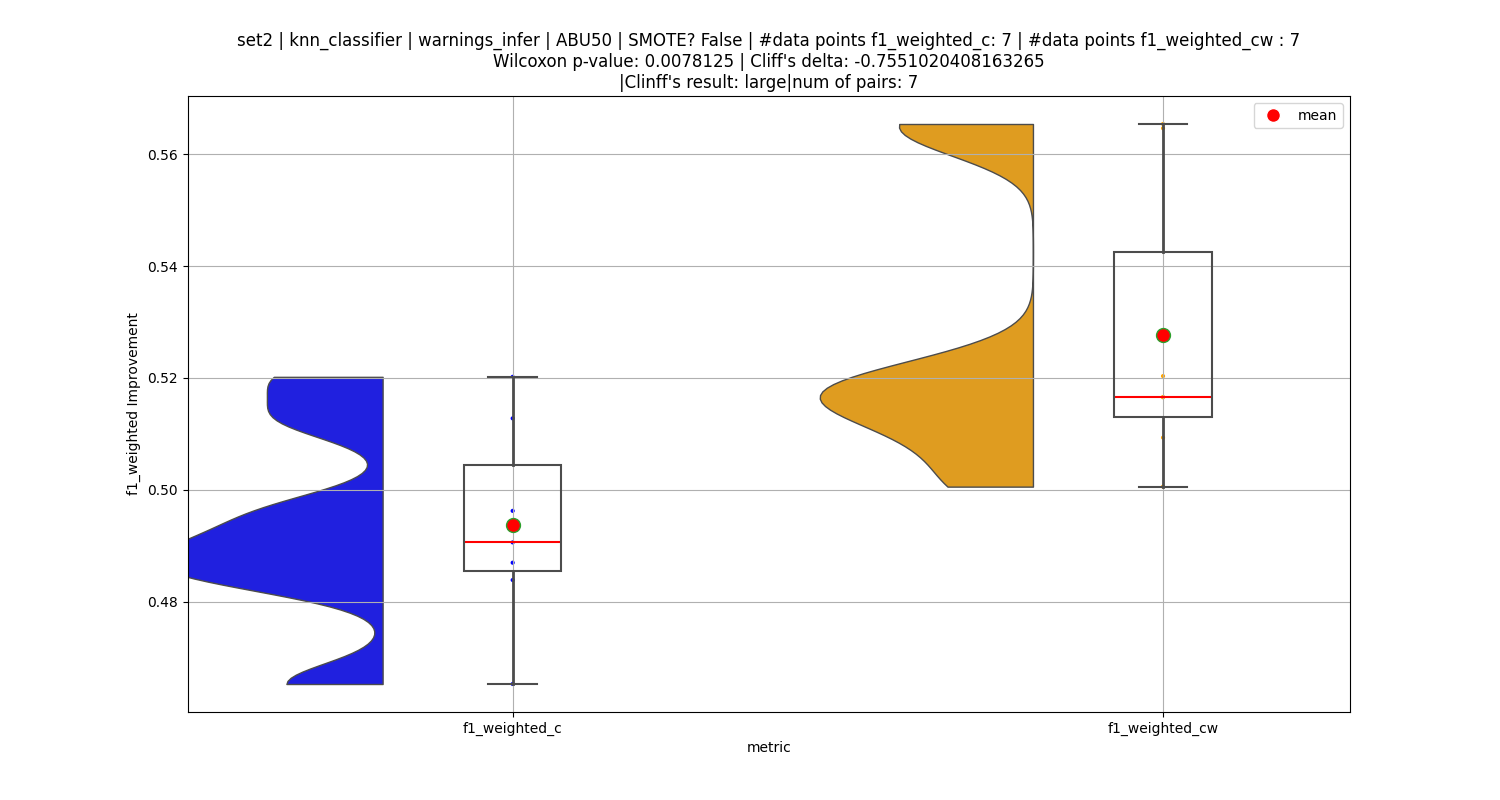 set2 | knn_classifier | warnings_infer | ABU50 | SMOTE? False | #data points f1_weighted_c: 7 | #data points f1_weighted_cw : 7
Wilcoxon p-value: 0.0078125 | Cliff's delta: -0.7551020408163265
|Clinff's result: large|num of pairs: 7
mean
0.56
0.54
0.52
0.50
0.48
f1_weighted Improvement
f1_weighted_c
f1_weighted_cw
metric